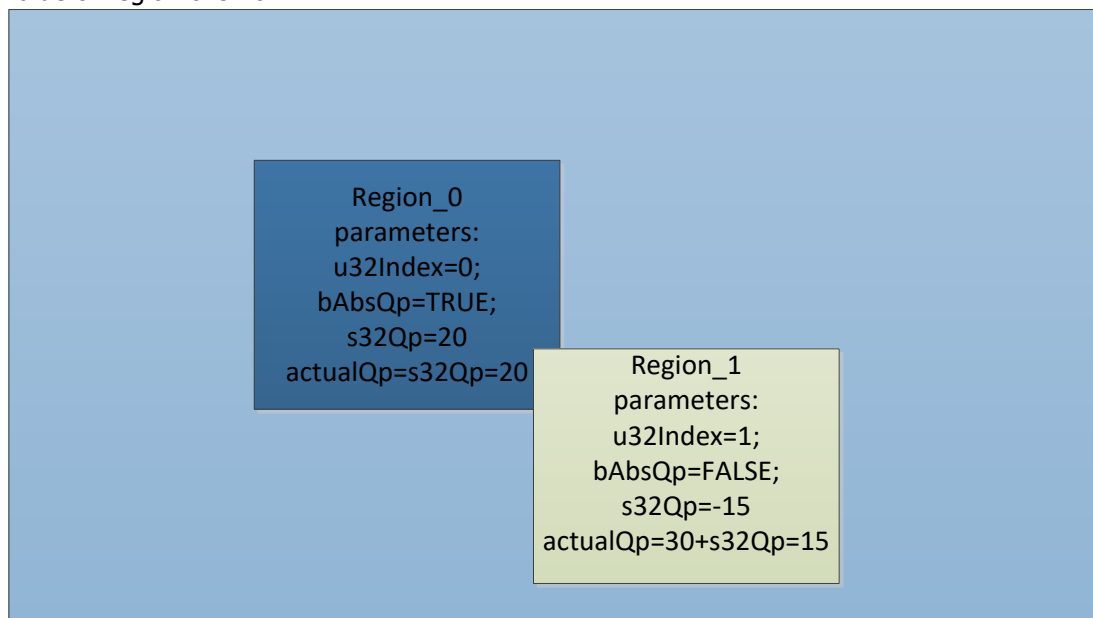 Region_0
parameters:
u32Index=0;
bAbsQp=TRUE;
s32Qp=20
actualQp=s32Qp=20
Region_1
parameters:
u32Index=1;
bAbsQp=FALSE;
s32Qp=-15
actualQp=30+s32Qp=15